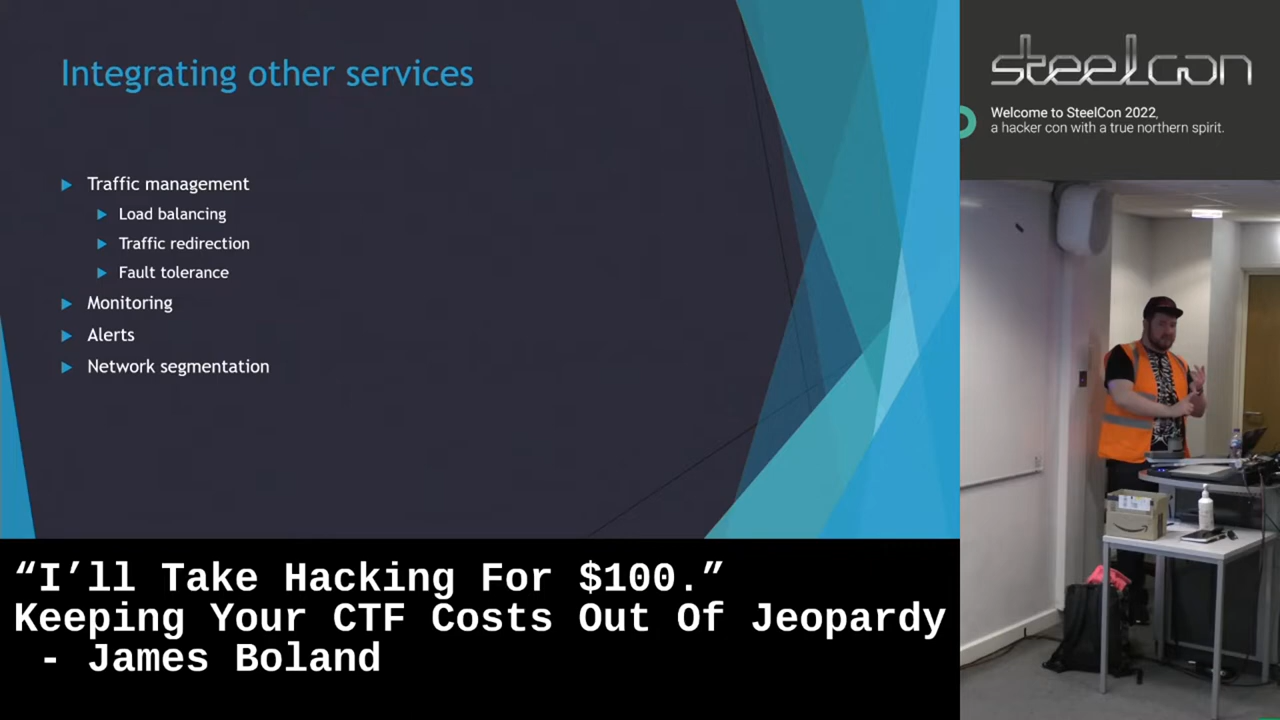 Integrating other services
Traffic management
Load balancing
Traffic redirection
Fault tolerance
Monitoring
Alerts
Network segmentation
steelcon
Welcome to SteelCon 2022,
a hacker con with a true northern spirit.
“I’ll Take Hacking For $100.”
Keeping Your CTF Costs Out Of Jeopardy
- James Boland